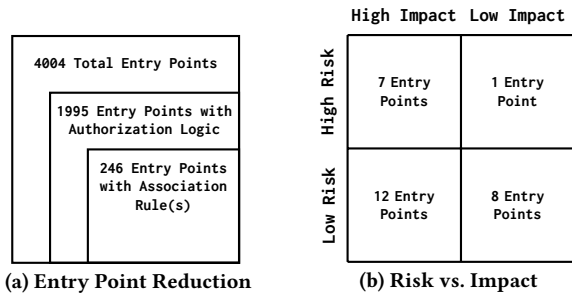 4004 Total Entry Points
1995 Entry Points with
Authorization Logic
246 Entry Points
with Association
Rule(s)
(a) Entry Point Reduction
High Impact Low Impact
High Risk
7 Entry
Points
1 Entry
Point
Low Risk
12 Entry
Points
8 Entry
Points
(b) Risk vs. Impact